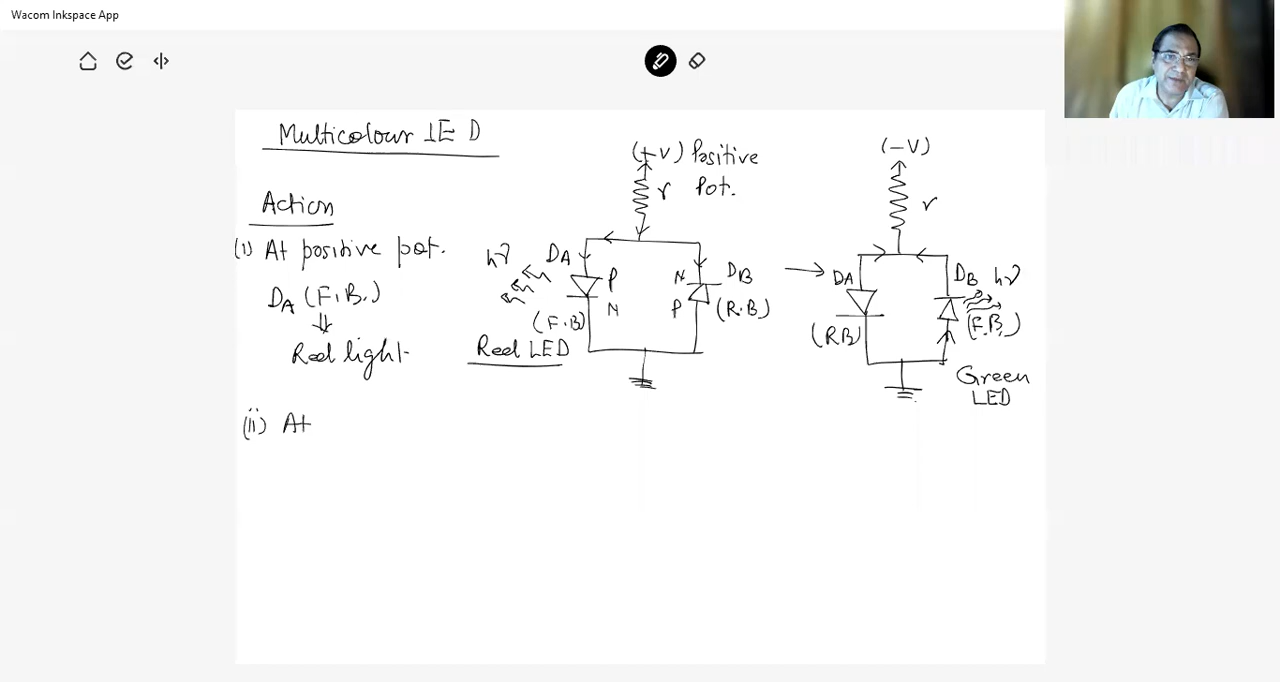 Wacom Inkspace App
Multicolour LED
Action
(i) At positive pot.
DA (F.B.)
⇓
Red light
(ii) At
(+V) Positive
r Pot.
hν DA
P
N
(F.B)
Red LED
N DB
P (R.B.)
(-V)
r
DA
(RB)
DB hν
(F.B.)
Green
LED